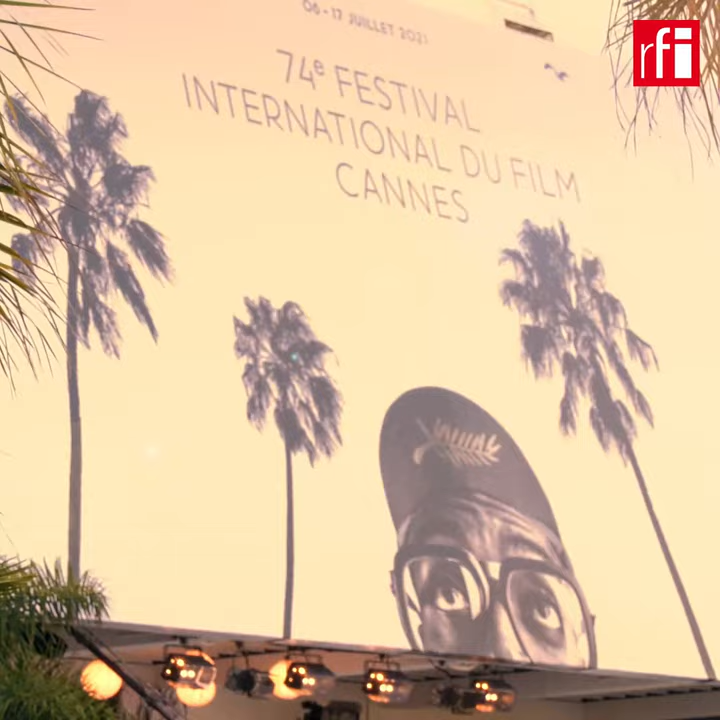 06-17 JUILLET 2021
74e FESTIVAL
INTERNATIONAL DU FILM
CANNES
rfi